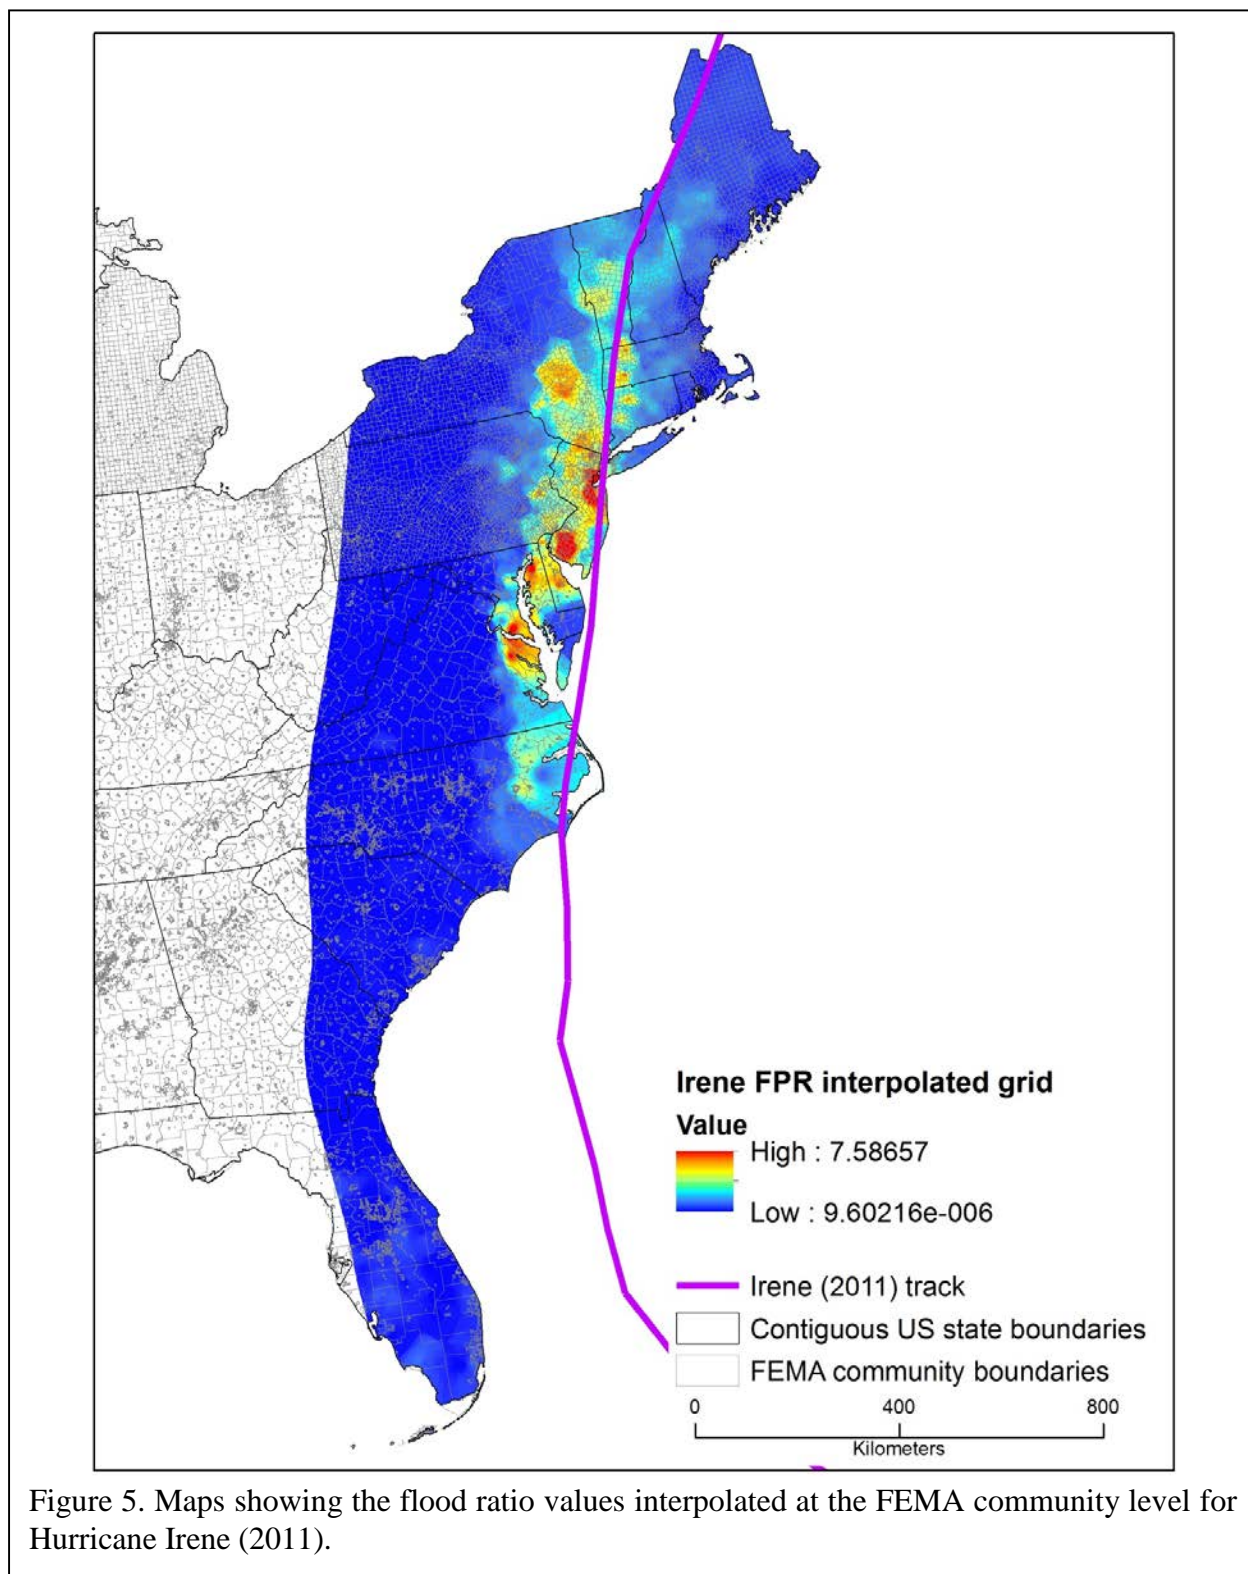 Irene FPR interpolated grid
Value
High : 7.58657
Low : 9.60216e-006
Irene (2011) track
Contiguous US state boundaries
FEMA community boundaries
0 400 800
Kilometers
Figure 5. Maps showing the flood ratio values interpolated at the FEMA community level for
Hurricane Irene (2011).